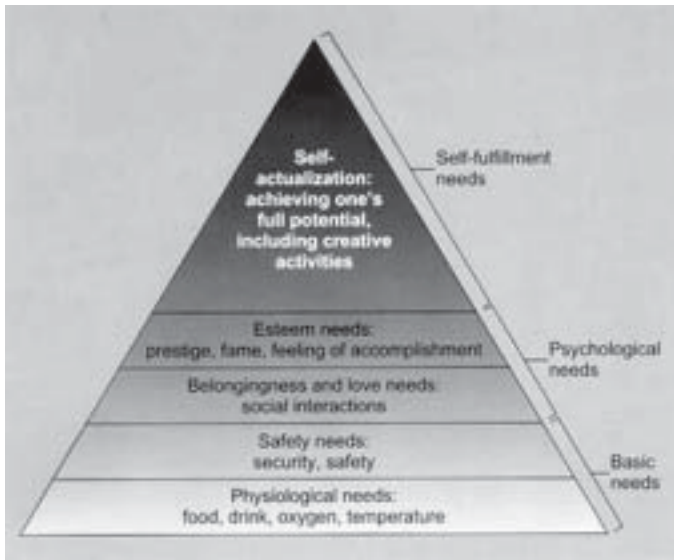 Self-
actualization:
achieving one's
full potential,
including creative
activities
Self-fulfillment
needs
Esteem needs:
prestige, fame, feeling of accomplishment
Psychological
needs
Belongingness and love needs:
social interactions
Safety needs:
security, safety
Basic
needs
Physiological needs:
food, drink, oxygen, temperature